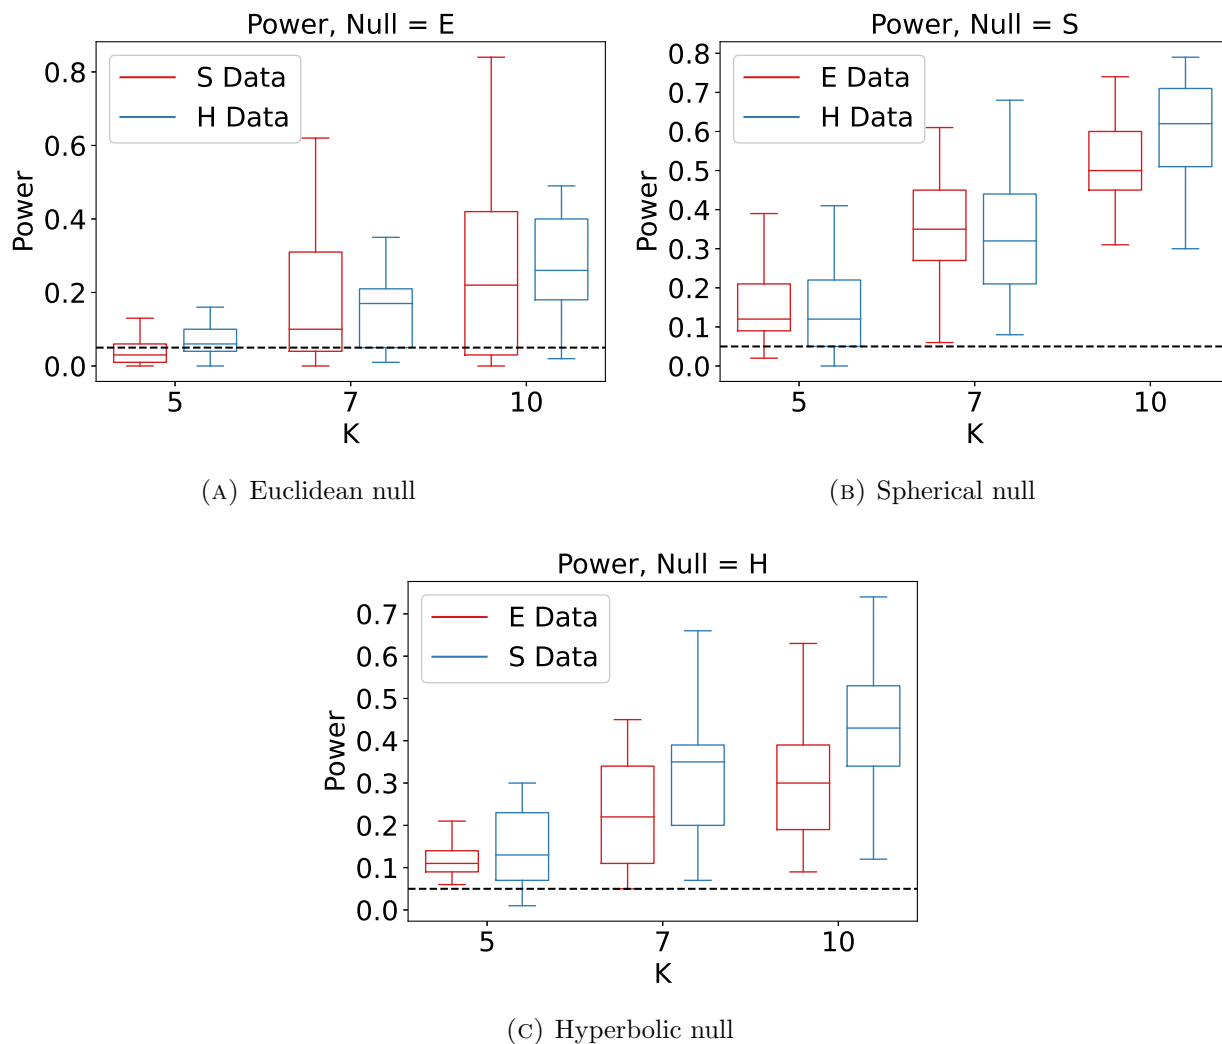 Power, Null = E
S Data
H Data
Power
0.8
0.6
0.4
0.2
0.0
5 7 10
K
(A) Euclidean null
Power, Null = S
E Data
H Data
Power
0.8
0.7
0.6
0.5
0.4
0.3
0.2
0.1
0.0
5 7 10
K
(B) Spherical null
Power, Null = H
E Data
S Data
Power
0.7
0.6
0.5
0.4
0.3
0.2
0.1
0.0
5 7 10
K
(C) Hyperbolic null